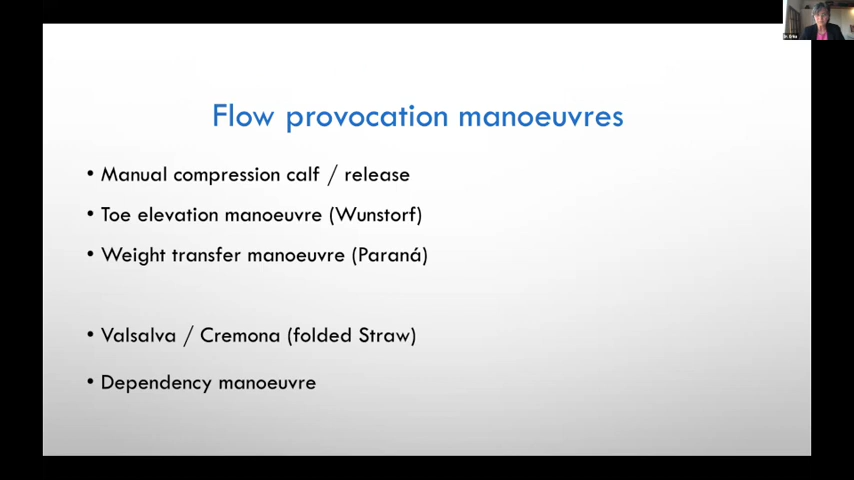 Flow provocation manoeuvres
• Manual compression calf / release
• Toe elevation manoeuvre (Wunstorf)
• Weight transfer manoeuvre (Paraná)
• Valsalva / Cremona (folded Straw)
• Dependency manoeuvre